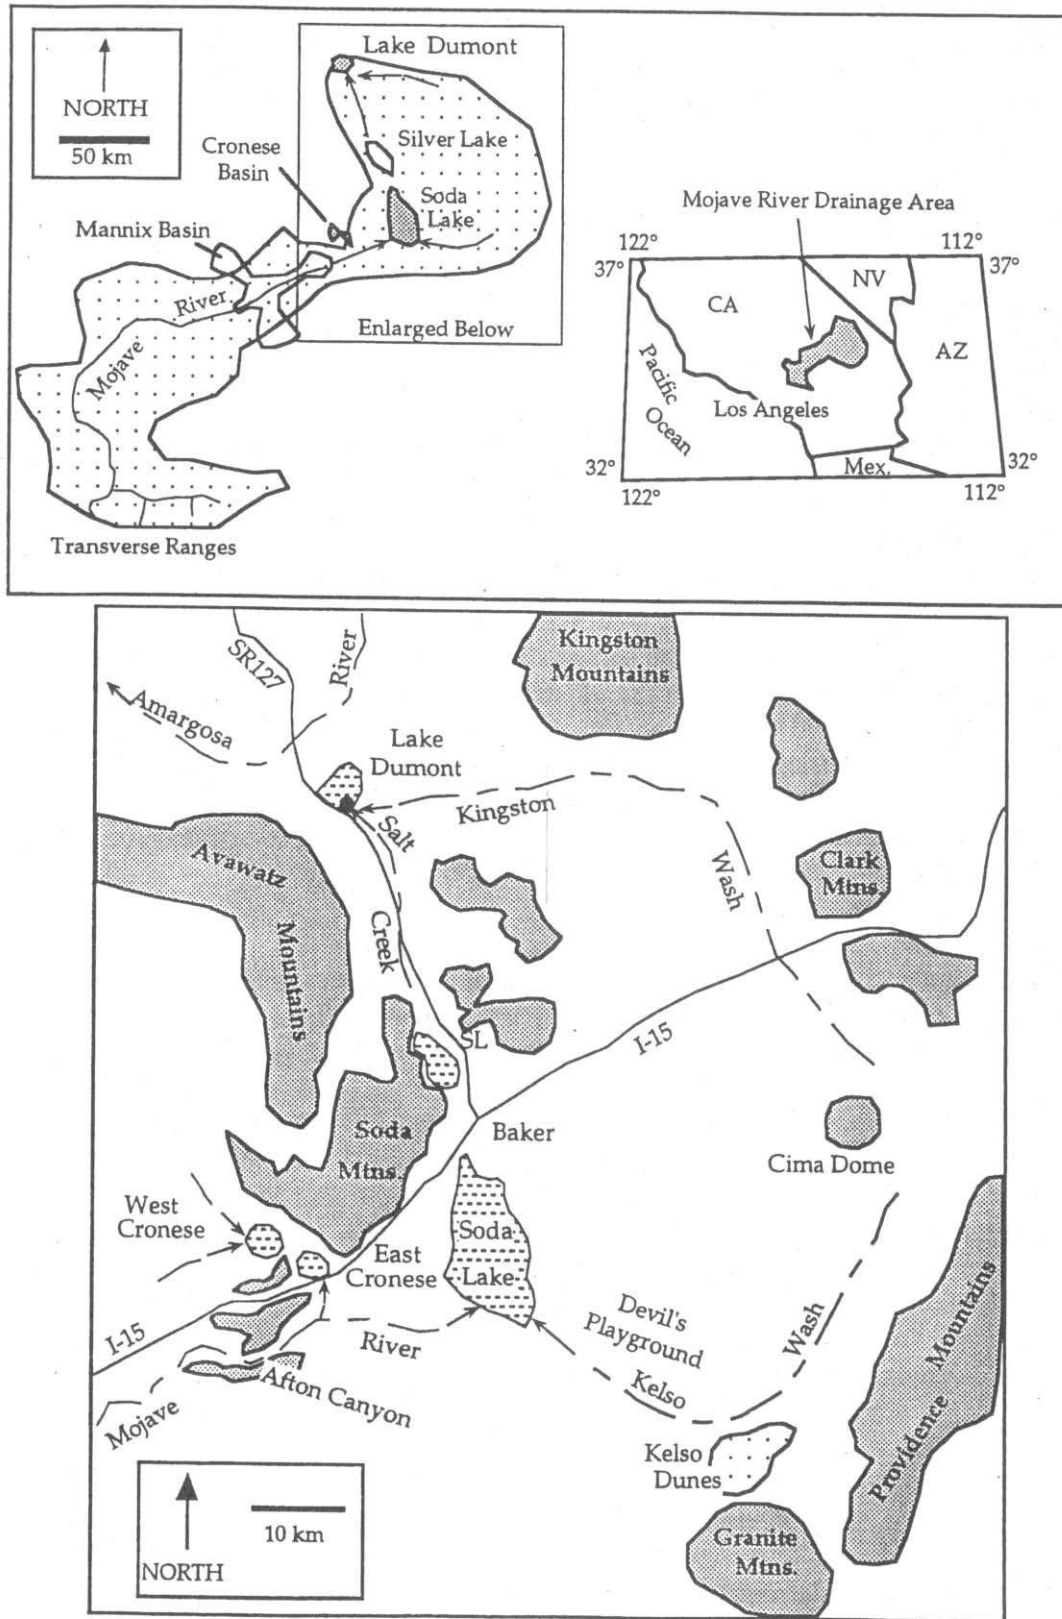 NORTH
50 km
Lake Dumont
Silver Lake
Cronese
Basin
Soda
Lake
Mannix Basin
River
Mojave
Enlarged Below
Transverse Ranges
Mojave River Drainage Area
122°
112°
37°
37°
NV
CA
AZ
Pacific
Ocean
Los Angeles
Mex.
32°
32°
122°
112°
SR127
River
Amargosa
Kingston
Mountains
Lake
Dumont
Kingston
Wash
Salt
Creek
Avawatz
Mountains
Clark
Mtns.
SL
I-15
Soda
Mtns.
Baker
Cima Dome
West
Cronese
East
Cronese
Soda
Lake
I-15
River
Devil's
Playground
Wash
Kelso
Mojave
Afton Canyon
Providence Mountains
Kelso
Dunes
Granite
Mtns.
10 km
NORTH